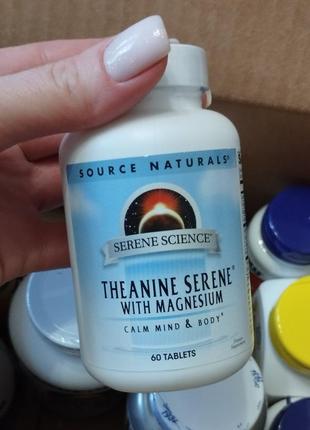 SOURCE NATURALS®
SERENE SCIENCE®
THEANINE SERENE®
WITH MAGNESIUM
CALM MIND & BODY*
60 TABLETS